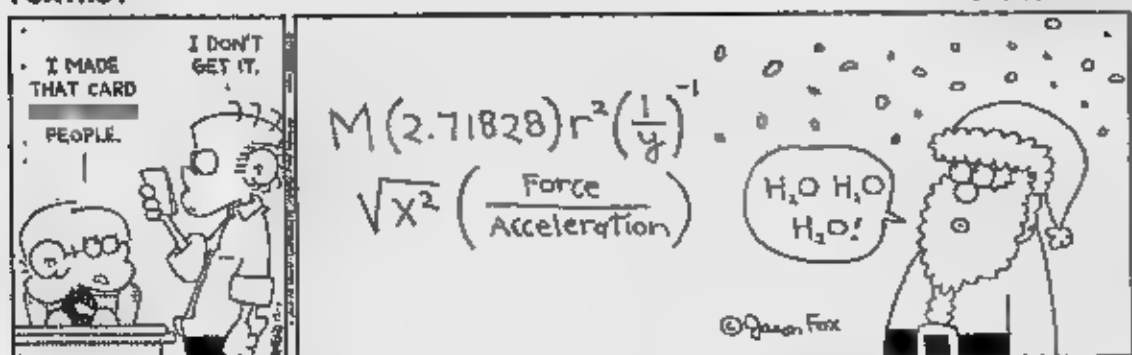 I MADE
THAT CARD
PEOPLE.
I DON'T
GET IT.
M(2.71828)r²(1/y)⁻¹
√x² (Force/Acceleration)
H₂O H₂O
H₂O!
©Jason Fox